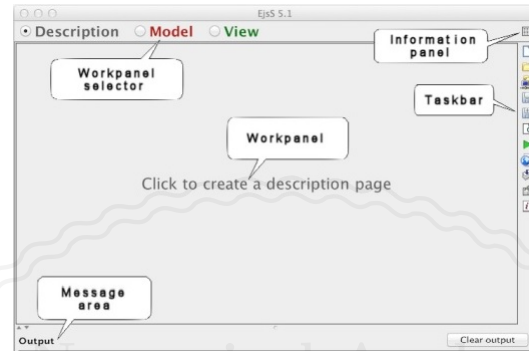 EjsS 5.1
Description Model View
Information
panel
Workpanel
selector
Taskbar
Workpanel
Click to create a description page
Message
area
Output
Clear output